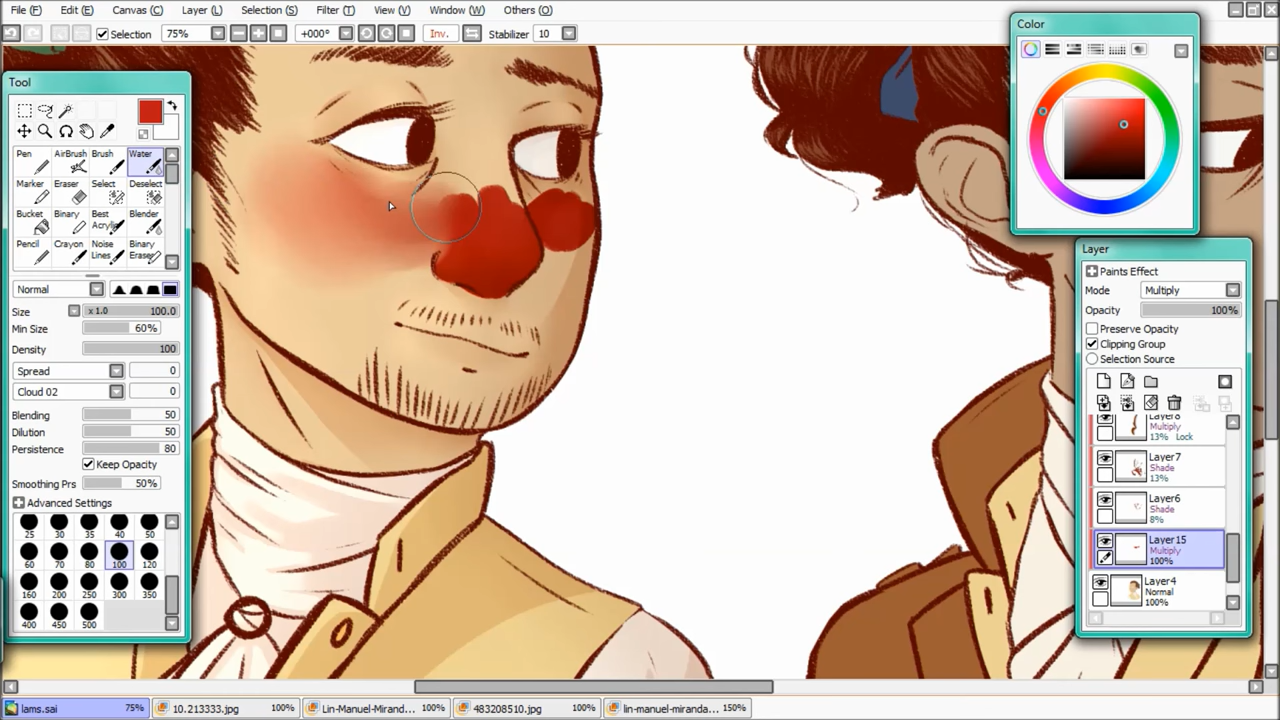 File (F) Edit (E) Canvas (C) Layer (L) Selection (S) Filter (T) View (V) Window (W) Others (O)
Selection 75% +000° Inv. Stabilizer 10
Tool
Pen AirBrush Brush Water
Marker Eraser Select Deselect
Bucket Binary Best Acrylic Blender
Pencil Crayon Noise Lines Binary Eraser
Normal
Size x 1.0 100.0
Min Size 60%
Density 100
Spread 0
Cloud 02 0
Blending 50
Dilution 50
Persistence 80
Keep Opacity
Smoothing Prs 50%
Advanced Settings
25 30 35 40 50
60 70 80 100 120
160 200 250 300 350
400 450 500
Color
Layer
Paints Effect
Mode Multiply
Opacity 100%
Preserve Opacity
Clipping Group
Selection Source
Layer8
Multiply
13% Lock
Layer7
Shade
13%
Layer6
Shade
8%
Layer15
Multiply
100%
Layer4
Normal
100%
lams.sai 75% 10.213333.jpg 100% Lin-Manuel-Mirand... 100% 483208510.jpg 100% lin-manuel-miranda... 150%